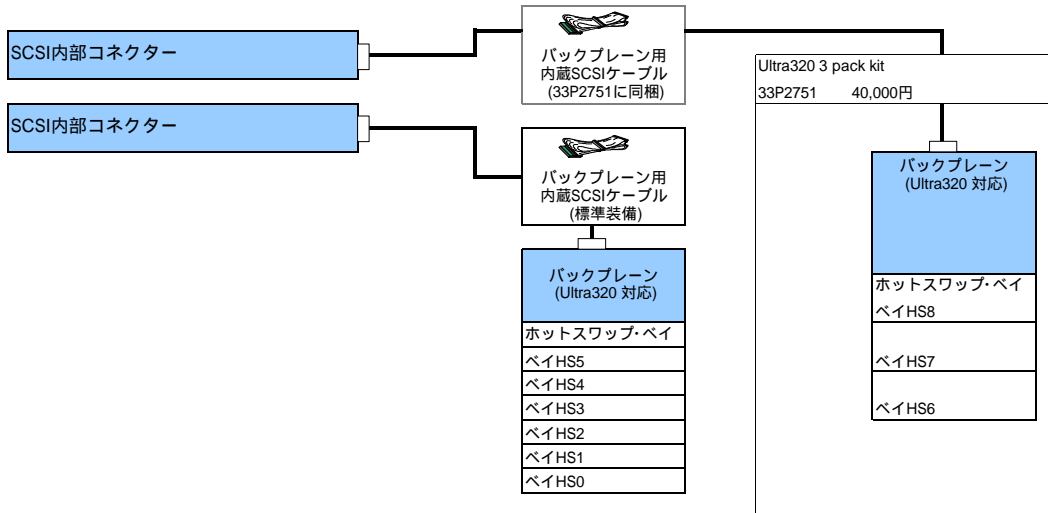 SCSI内部コネクター
バックプレーン用
内蔵SCSIケーブル
(33P2751に同梱)
Ultra320 3 pack kit
33P2751 40,000円
SCSI内部コネクター
バックプレーン用
内蔵SCSIケーブル
(標準装備)
バックプレーン
(Ultra320 対応)
ホットスワップ・ベイ
ベイHS5
ベイHS4
ベイHS3
ベイHS2
ベイHS1
ベイHS0
バックプレーン
(Ultra320 対応)
ホットスワップ・ベイ
ベイHS8
ベイHS7
ベイHS6